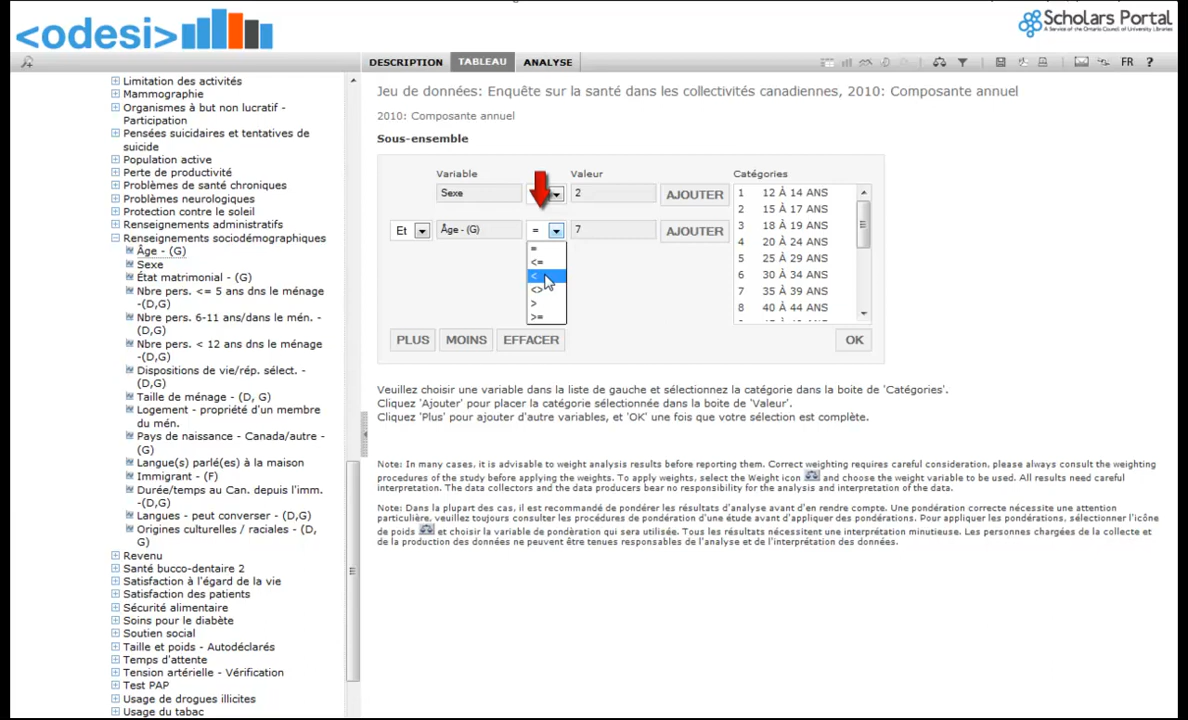 <odesi>
Scholars Portal
A Service of the Ontario Council of University Libraries
DESCRIPTION TABLEAU ANALYSE
FR ?
Limitation des activités
Mammographie
Organismes à but non lucratif -
Participation
Pensées suicidaires et tentatives de
suicide
Population active
Perte de productivité
Problèmes de santé chroniques
Problèmes neurologiques
Protection contre le soleil
Renseignements administratifs
Renseignements sociodémographiques
Âge - (G)
Sexe
État matrimonial - (G)
Nbre pers. <= 5 ans dns le ménage
-(D,G)
Nbre pers. 6-11 ans/dans le mén. -
(D,G)
Nbre pers. < 12 ans dns le ménage
-(D,G)
Dispositions de vie/rép. sélect. -
(D,G)
Taille de ménage - (D, G)
Logement - propriété d'un membre
du mén.
Pays de naissance - Canada/autre -
(G)
Langue(s) parlé(es) à la maison
Immigrant - (F)
Durée/temps au Can. depuis l'imm.
-(D,G)
Langues - peut converser - (D,G)
Origines culturelles / raciales - (D,
G)
Revenu
Santé bucco-dentaire 2
Satisfaction à l'égard de la vie
Satisfaction des patients
Sécurité alimentaire
Soins pour le diabète
Soutien social
Taille et poids - Autodéclarés
Temps d'attente
Tension artérielle - Vérification
Test PAP
Usage de drogues illicites
Usage du tabac
Jeu de données: Enquête sur la santé dans les collectivités canadiennes, 2010: Composante annuel
2010: Composante annuel
Sous-ensemble
Variable Valeur Catégories
Sexe 2 AJOUTER
Et Âge - (G) = 7 AJOUTER
=
<=
<
<>
>
>=
1 12 À 14 ANS
2 15 À 17 ANS
3 18 À 19 ANS
4 20 À 24 ANS
5 25 À 29 ANS
6 30 À 34 ANS
7 35 À 39 ANS
8 40 À 44 ANS
PLUS MOINS EFFACER OK
Veuillez choisir une variable dans la liste de gauche et sélectionnez la catégorie dans la boite de 'Catégories'.
Cliquez 'Ajouter' pour placer la catégorie sélectionnée dans la boite de 'Valeur'.
Cliquez 'Plus' pour ajouter d'autres variables, et 'OK' une fois que votre sélection est complète.
Note: In many cases, it is advisable to weight analysis results before reporting them. Correct weighting requires careful consideration, please always consult the weighting
procedures of the study before applying the weights. To apply weights, select the Weight icon and choose the weight variable to be used. All results need careful
interpretation. The data collectors and the data producers bear no responsibility for the analysis and interpretation of the data.
Note: Dans la plupart des cas, il est recommandé de pondérer les résultats d'analyse avant d'en rendre compte. Une pondération correcte nécessite une attention
particulière, veuillez toujours consulter les procédures de pondération d'une étude avant d'appliquer des pondérations. Pour appliquer les pondérations, sélectionner l'icône
de poids et choisir la variable de pondération qui sera utilisée. Tous les résultats nécessitent une interprétation minutieuse. Les personnes chargées de la collecte et
de la production des données ne peuvent être tenues responsables de l'analyse et de l'interprétation des données.